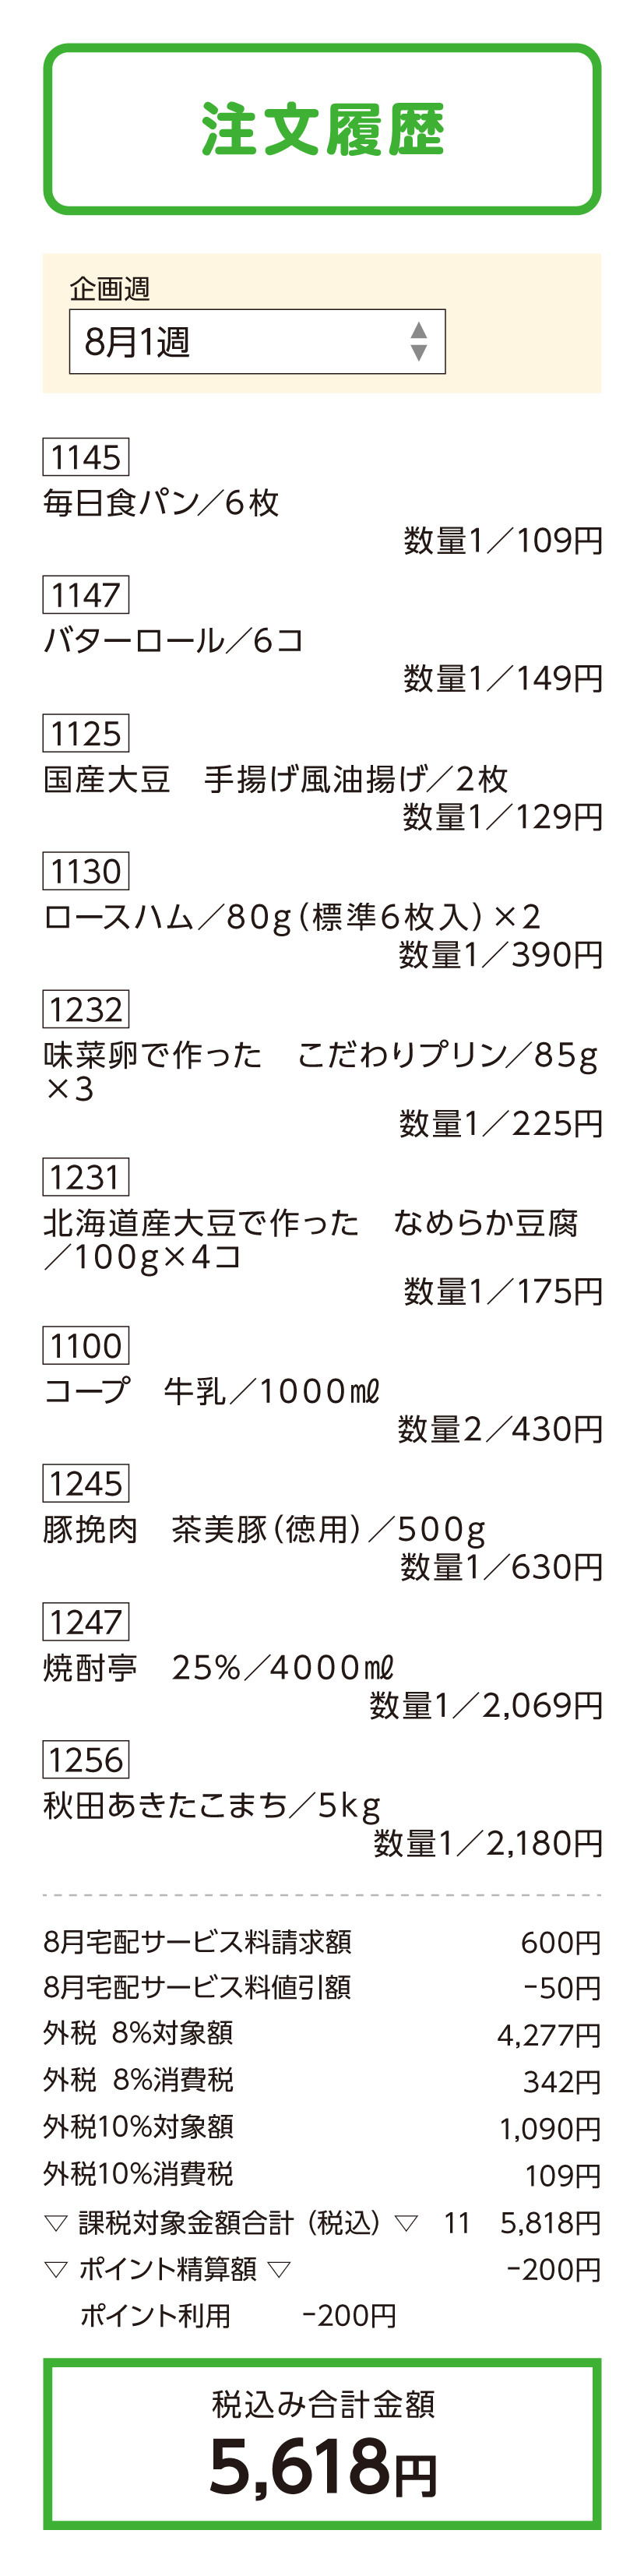 注文履歴
企画週
8月1週
1145
毎日食パン／6枚
数量1／109円
1147
バターロール／6コ
数量1／149円
1125
国産大豆　手揚げ風油揚げ／2枚
数量1／129円
1130
ロースハム／80g（標準6枚入）×2
数量1／390円
1232
味菜卵で作った　こだわりプリン／85g
×3
数量1／225円
1231
北海道産大豆で作った　なめらか豆腐
／100g×4コ
数量1／175円
1100
コープ　牛乳／1000㎖
数量2／430円
1245
豚挽肉　茶美豚（徳用）／500g
数量1／630円
1247
焼酎亭　25%／4000㎖
数量1／2,069円
1256
秋田あきたこまち／5kg
数量1／2,180円
8月宅配サービス料請求額 600円
8月宅配サービス料値引額 -50円
外税 8%対象額 4,277円
外税 8%消費税 342円
外税10%対象額 1,090円
外税10%消費税 109円
▽ 課税対象金額合計（税込）▽ 11 5,818円
▽ ポイント精算額 ▽ -200円
ポイント利用 -200円
税込み合計金額
5,618円